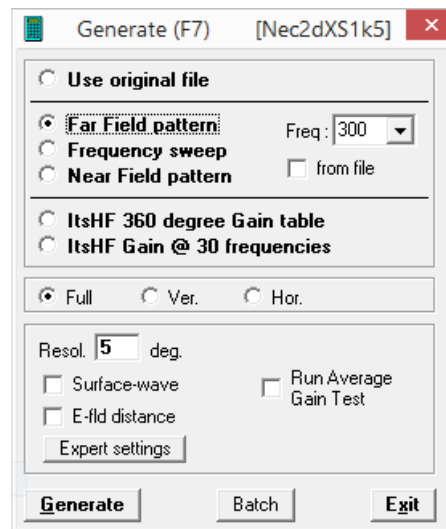 Generate (F7) [Nec2dXS1k5] ×
Use original file
Far Field pattern Freq : 300
Frequency sweep
Near Field pattern from file
ItsHF 360 degree Gain table
ItsHF Gain @ 30 frequencies
Full Ver. Hor.
Resol. 5 deg.
Surface-wave Run Average
Gain Test
E-fld distance
Expert settings
Generate Batch Exit